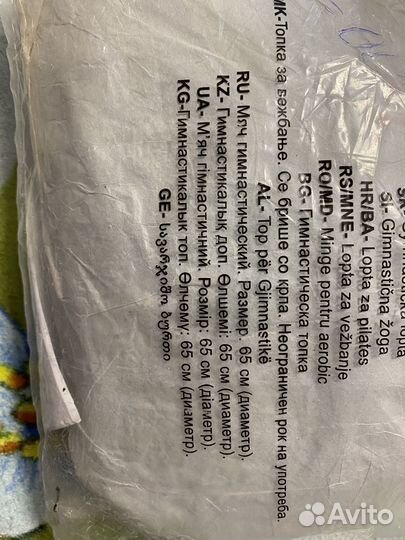 SI- Gimnastična žoga
HR/BA- Lopta za pilates
RS/MNE- Lopta za vežbanje
RO/MD- Minge pentru aerobic
BG- Гимнастическа топка
AL- Top për Gjimnastikë
MK-Топка за вежбање. Се брише со крпа. Неограничен рок на употреба.
RU- Мяч гимнастический. Размер: 65 см (диаметр).
KZ- Гимнастикалык доп. Өлшемі: 65 см (диаметр).
UA- М'яч гімнастичний. Розмір: 65 см (діаметр).
KG-Гимнастикалык топ. Өлчөмү: 65 см (диаметр).
GE- სავარჯიშო ბურთი
Avito